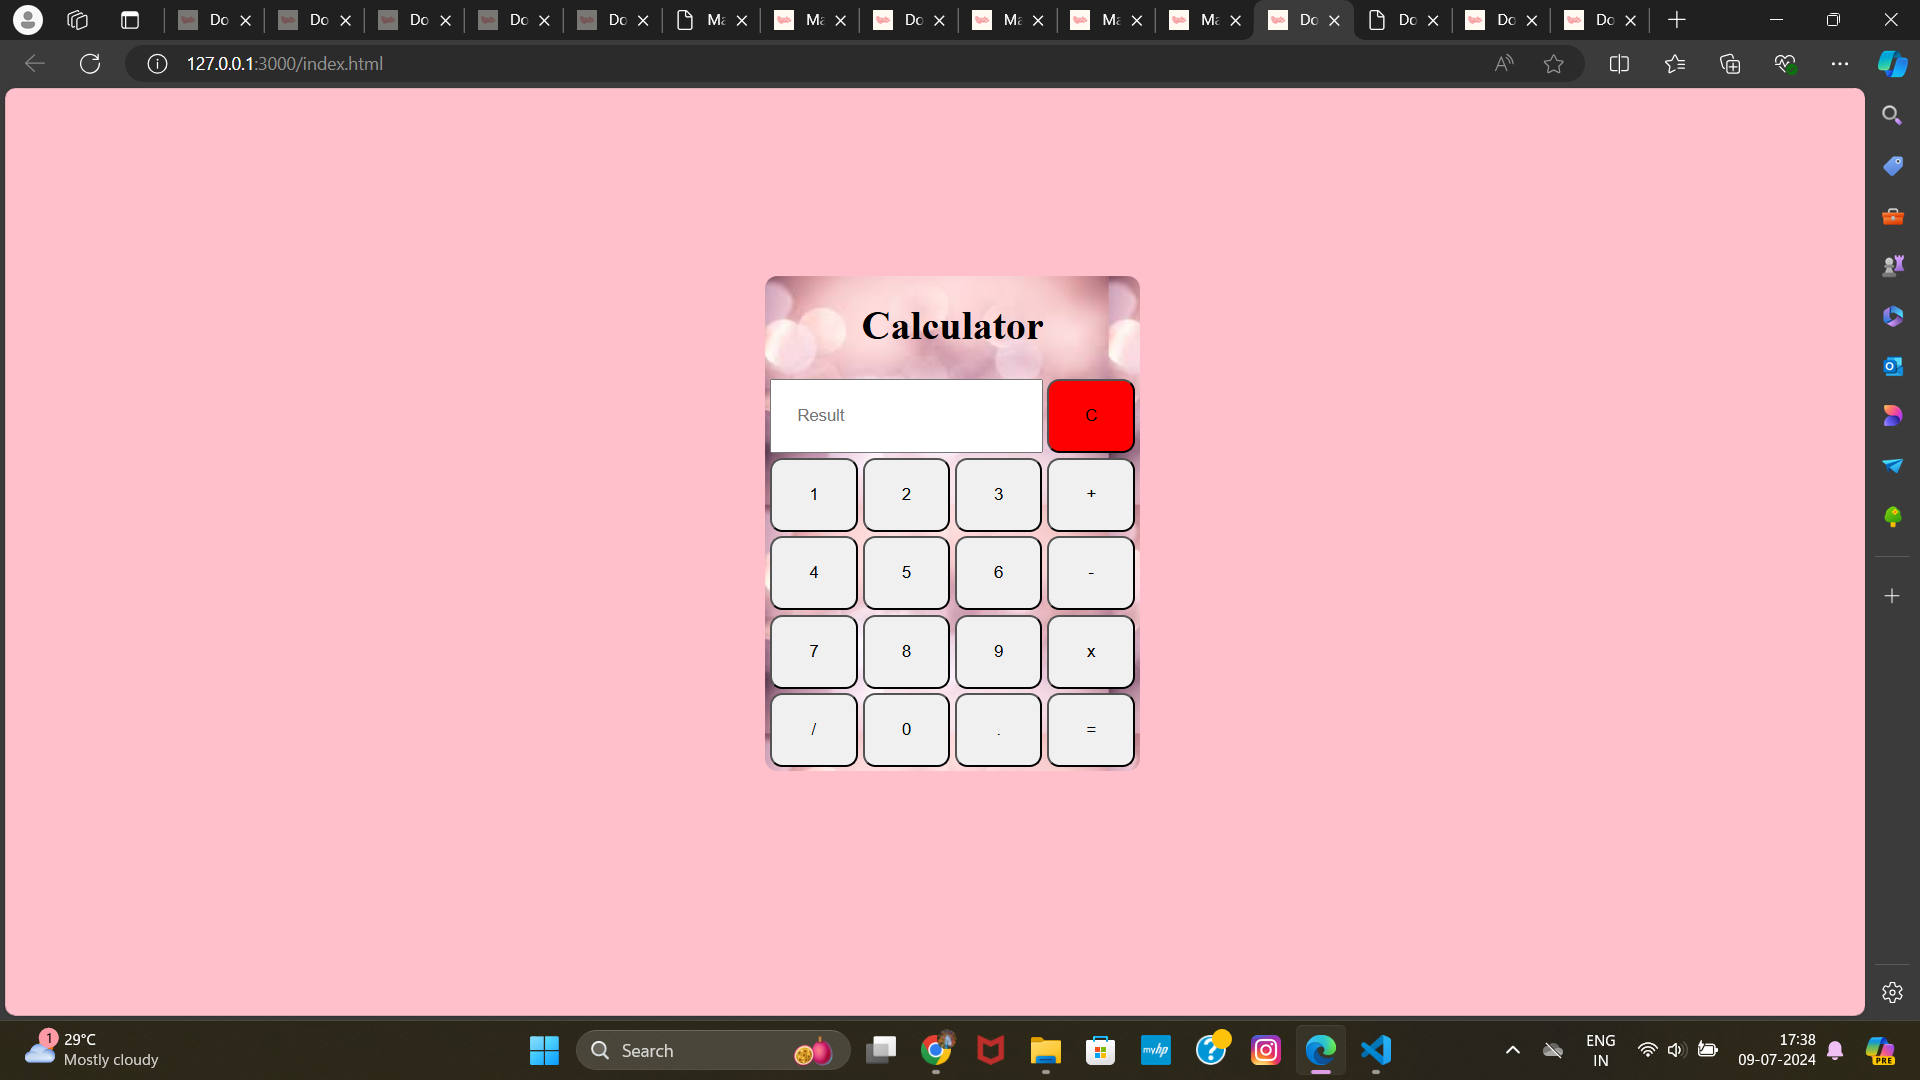 Do Do Do Do Do Ma Ma Do Ma Ma Ma Do Do Do Do
127.0.0.1:3000/index.html
Calculator
Result C
1 2 3 +
4 5 6 -
7 8 9 x
/ 0 . =
1 29°C
Mostly cloudy
Search
myhp
ENG
IN
17:38
09-07-2024
PRE